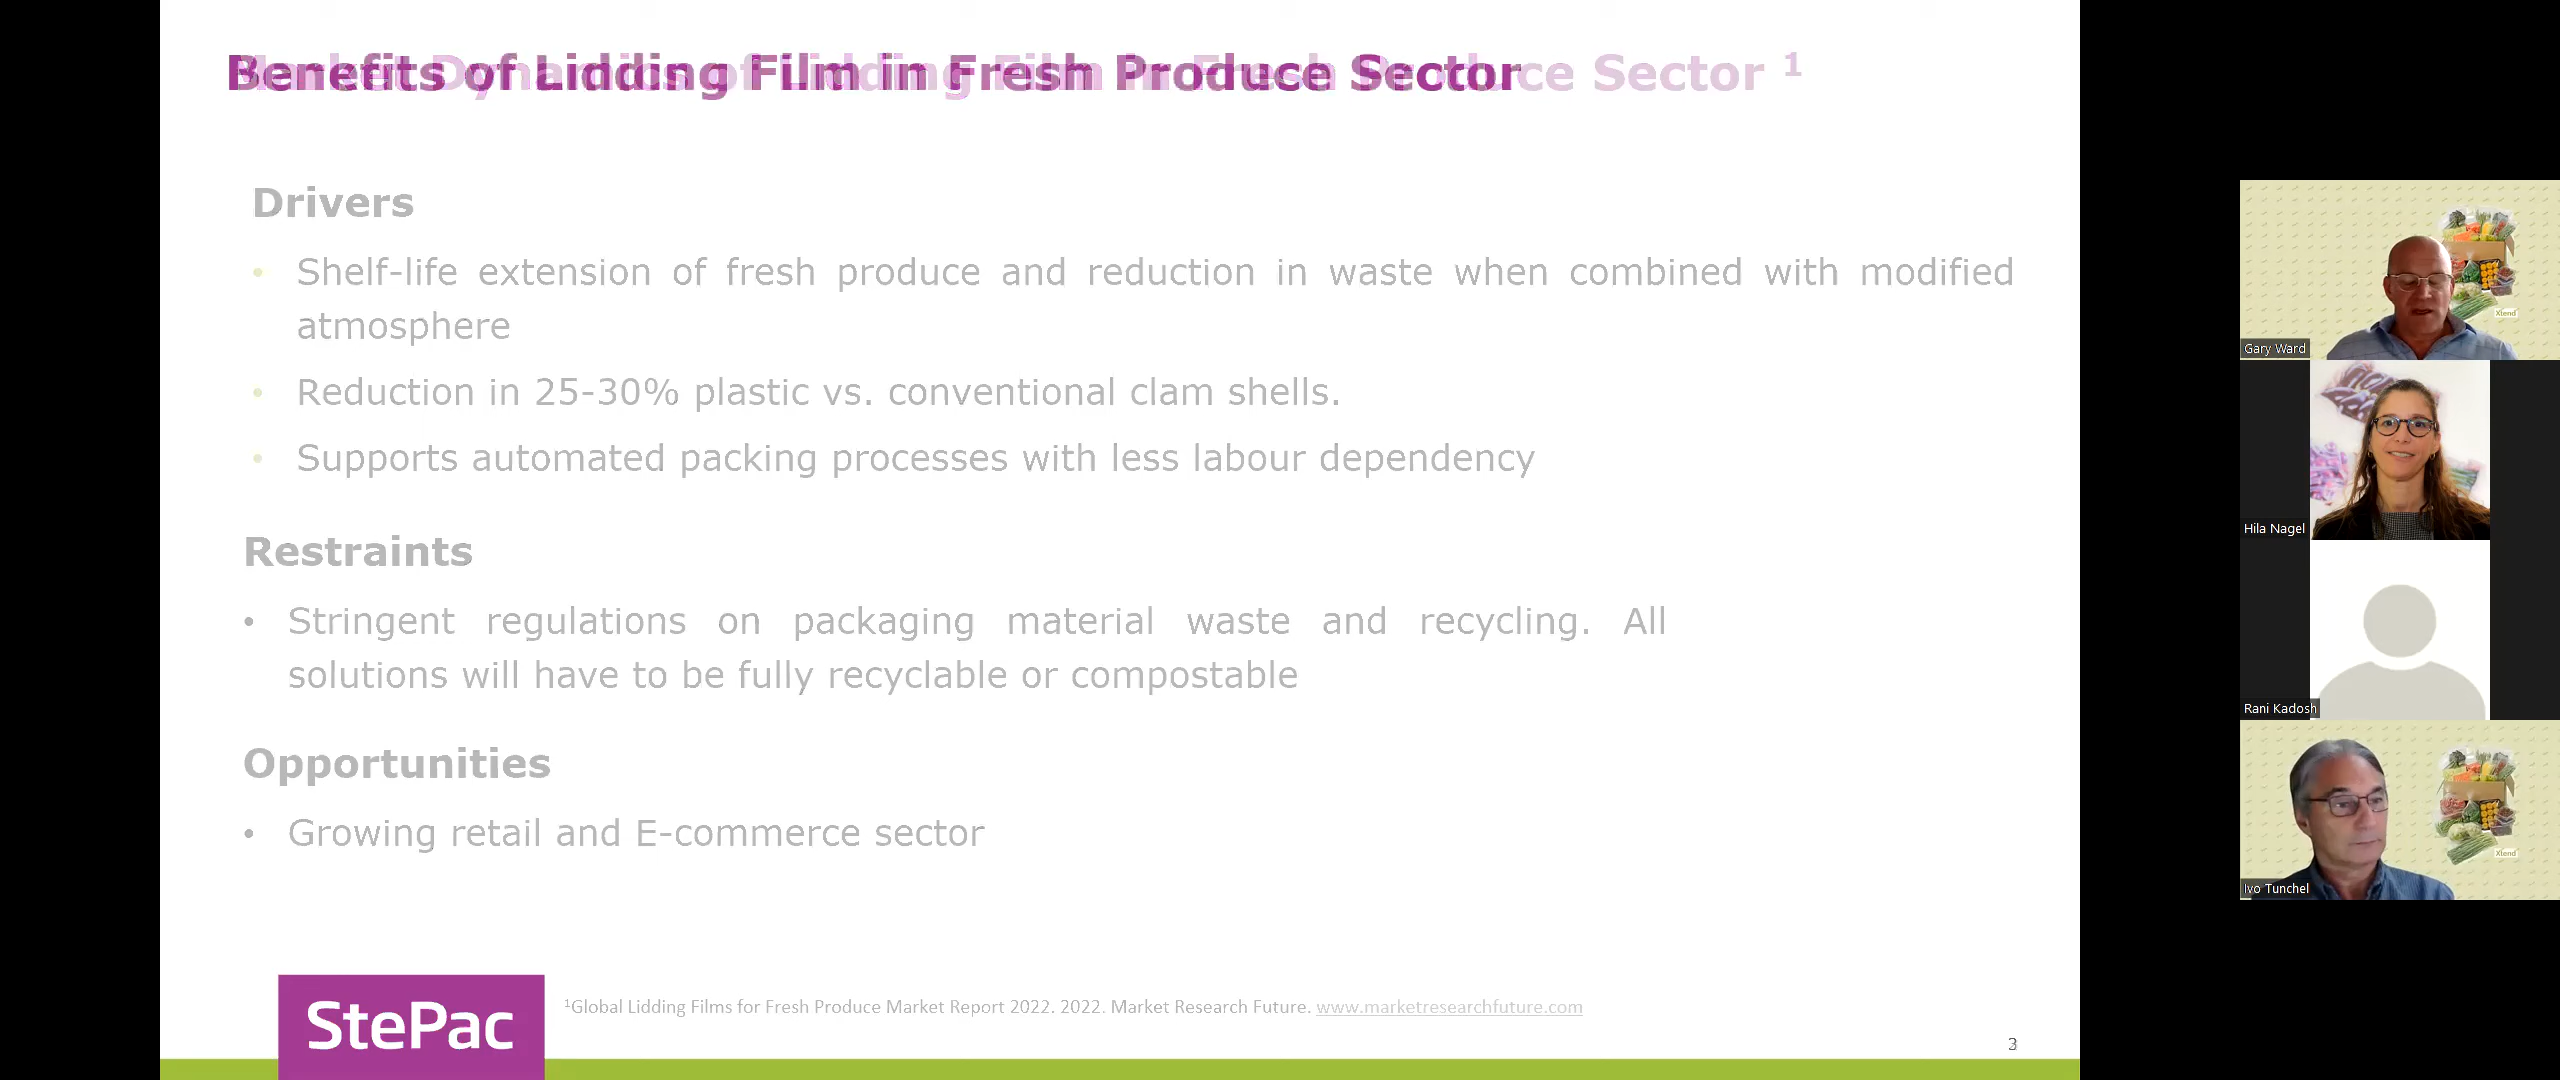 Benefits of Lidding Film in Fresh Produce Sector
Market Dynamics of Lidding Film in Fresh Produce Sector ¹
Drivers
• Shelf-life extension of fresh produce and reduction in waste when combined with modified
atmosphere
• Reduction in 25-30% plastic vs. conventional clam shells.
• Supports automated packing processes with less labour dependency
Restraints
• Stringent regulations on packaging material waste and recycling. All
solutions will have to be fully recyclable or compostable
Opportunities
• Growing retail and E-commerce sector
StePac
¹Global Lidding Films for Fresh Produce Market Report 2022. 2022. Market Research Future. www.marketresearchfuture.com
3
Xtend
Gary Ward
Hila Nagel
Rani Kadosh
Xtend
Ivo Tunchel